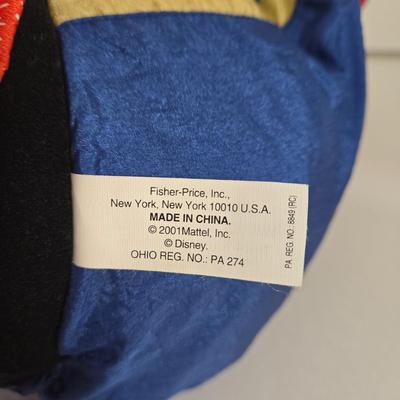 Fisher-Price, Inc.,
New York, New York 10010 U.S.A.
MADE IN CHINA.
© 2001Mattel, Inc.
© Disney.
OHIO REG. NO.: PA 274
PA. REG. NO.: 8849 (RC)